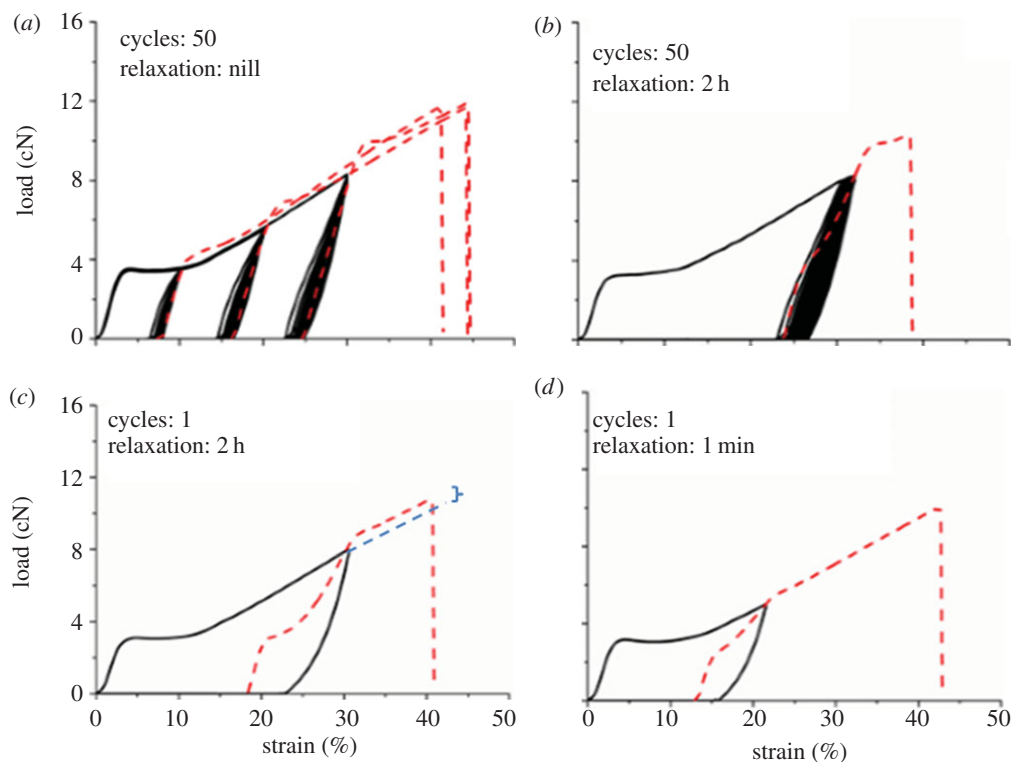 (a)
16
12
8
4
0
load (cN)
cycles: 50
relaxation: nill
(b)
cycles: 50
relaxation: 2 h
(c)
16
12
8
4
0
load (cN)
cycles: 1
relaxation: 2 h
0 10 20 30 40 50
strain (%)
(d)
cycles: 1
relaxation: 1 min
0 10 20 30 40 50
strain (%)